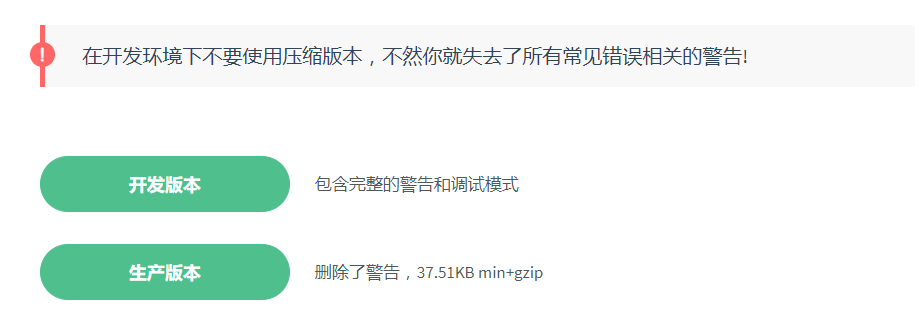 !
在开发环境下不要使用压缩版本，不然你就失去了所有常见错误相关的警告!
开发版本 包含完整的警告和调试模式
生产版本 删除了警告，37.51KB min+gzip